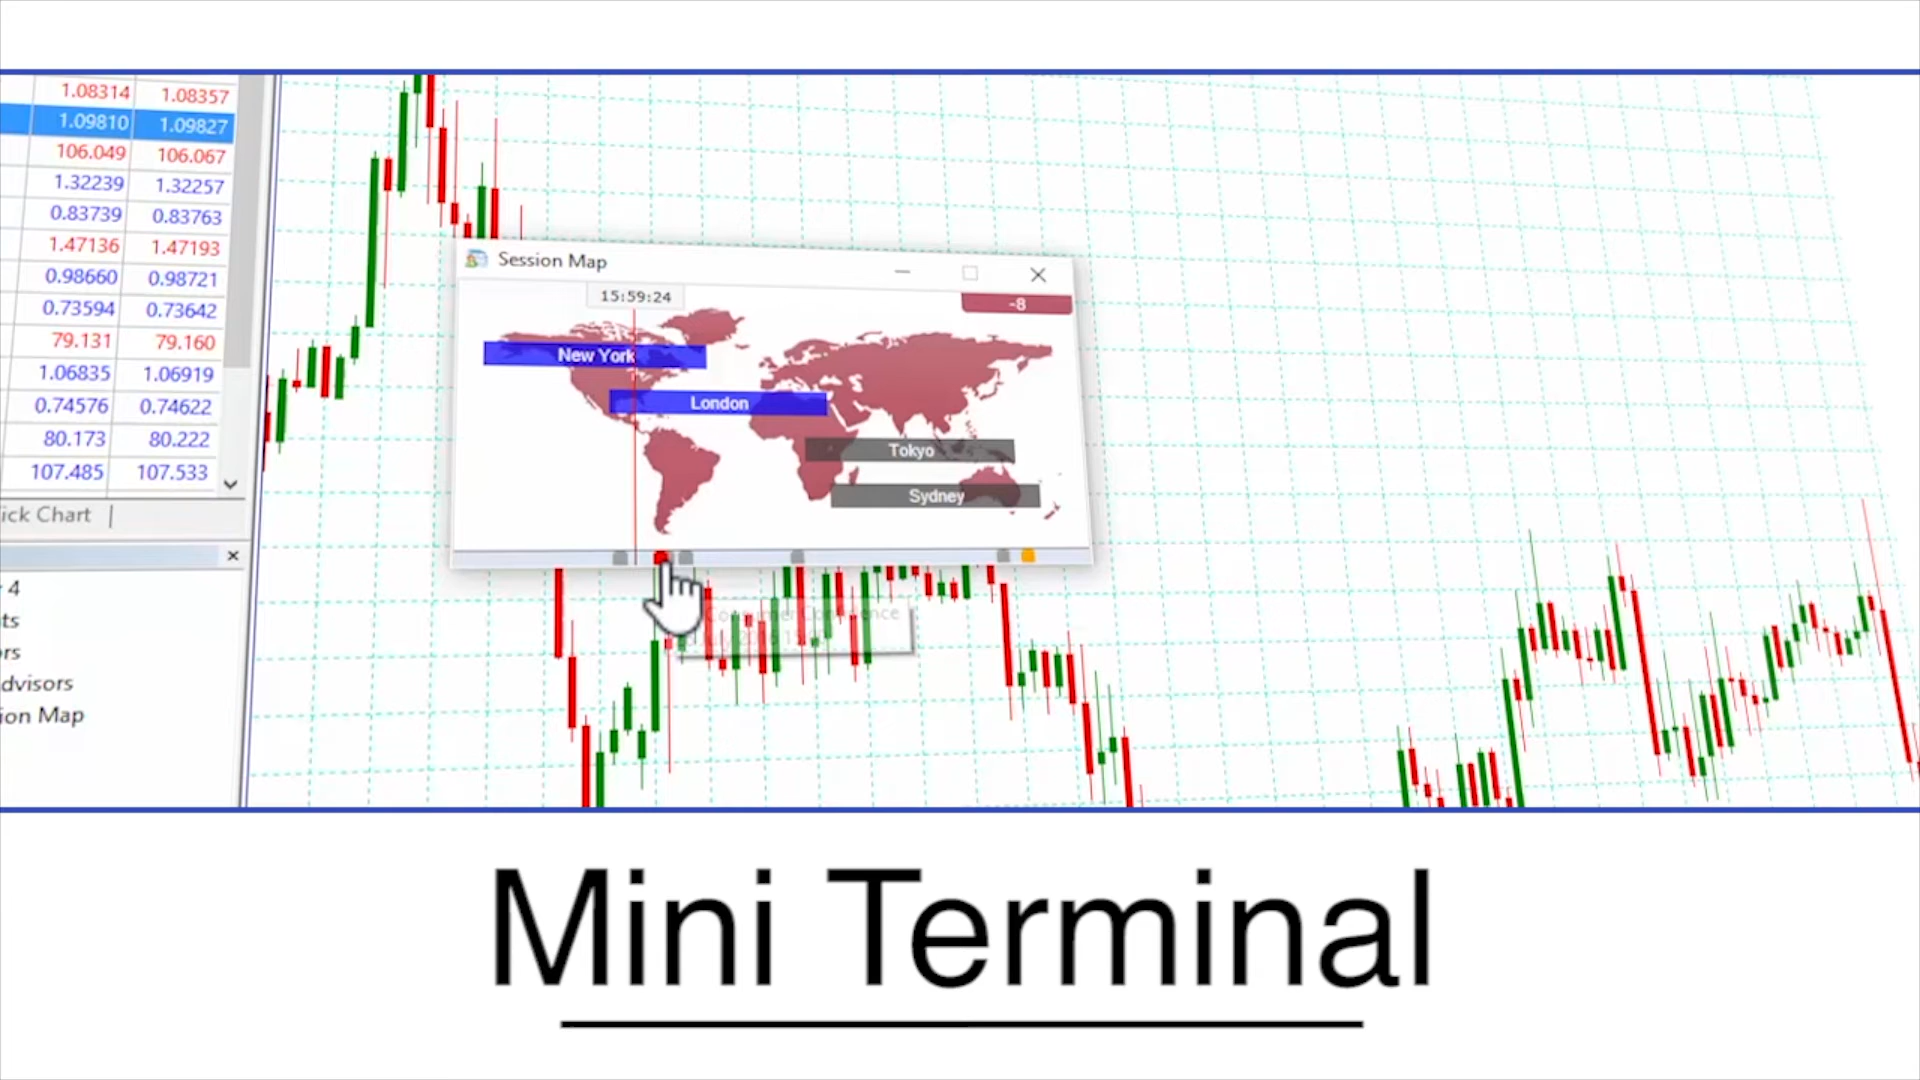 1.08314 1.08357
1.09810 1.09827
106.049 106.067
1.32239 1.32257
0.83739 0.83763
1.47136 1.47193
0.98660 0.98721
0.73594 0.73642
79.131 79.160
1.06835 1.06919
0.74576 0.74622
80.173 80.222
107.485 107.533
ick Chart
4
ts
rs
dvisors
ion Map
Session Map
15:59:24
-8
New York
London
Tokyo
Sydney
Consumer Confidence
Mini Terminal